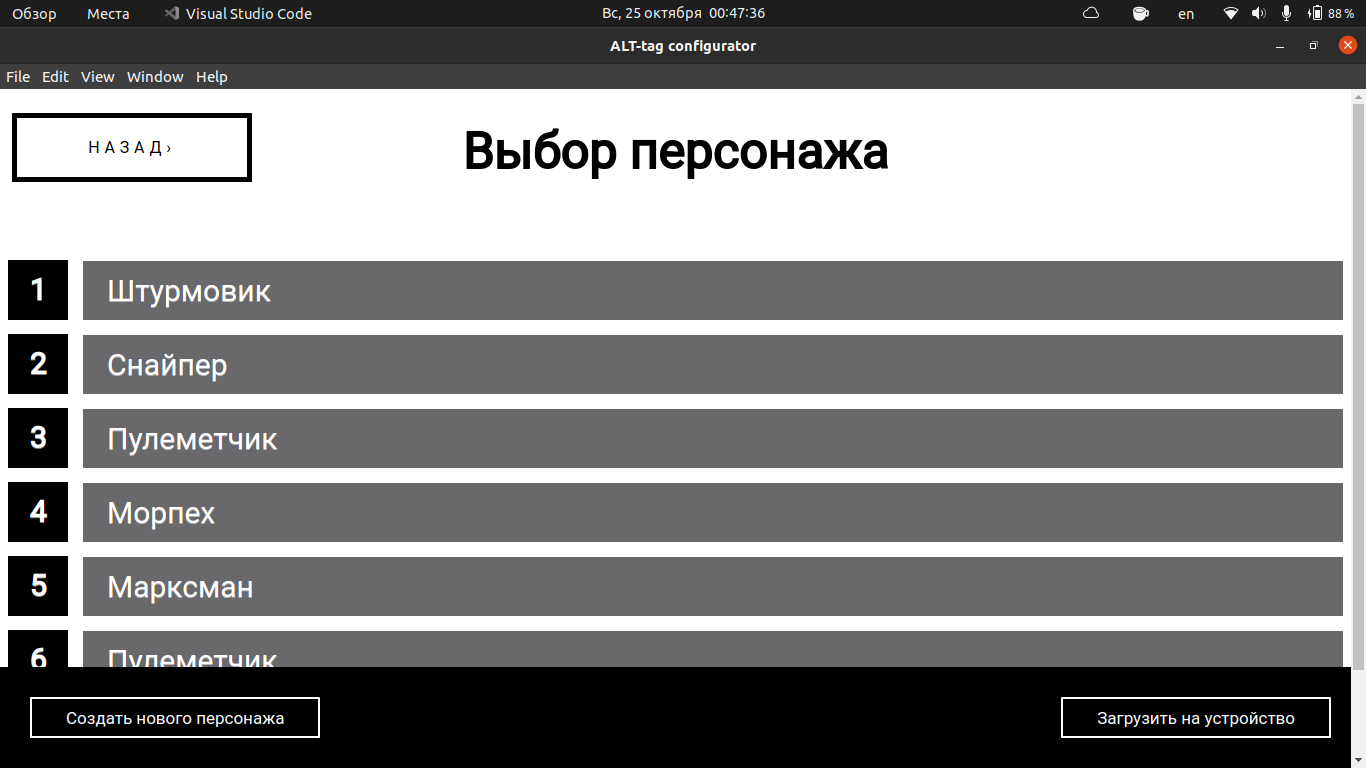 Обзор Места Visual Studio Code Вс, 25 октября 00:47:36 en 88 %
ALT-tag configurator
File Edit View Window Help
НАЗАД›
Выбор персонажа
1 Штурмовик
2 Снайпер
3 Пулеметчик
4 Морпех
5 Марксман
6 Пулеметчик
Создать нового персонажа Загрузить на устройство